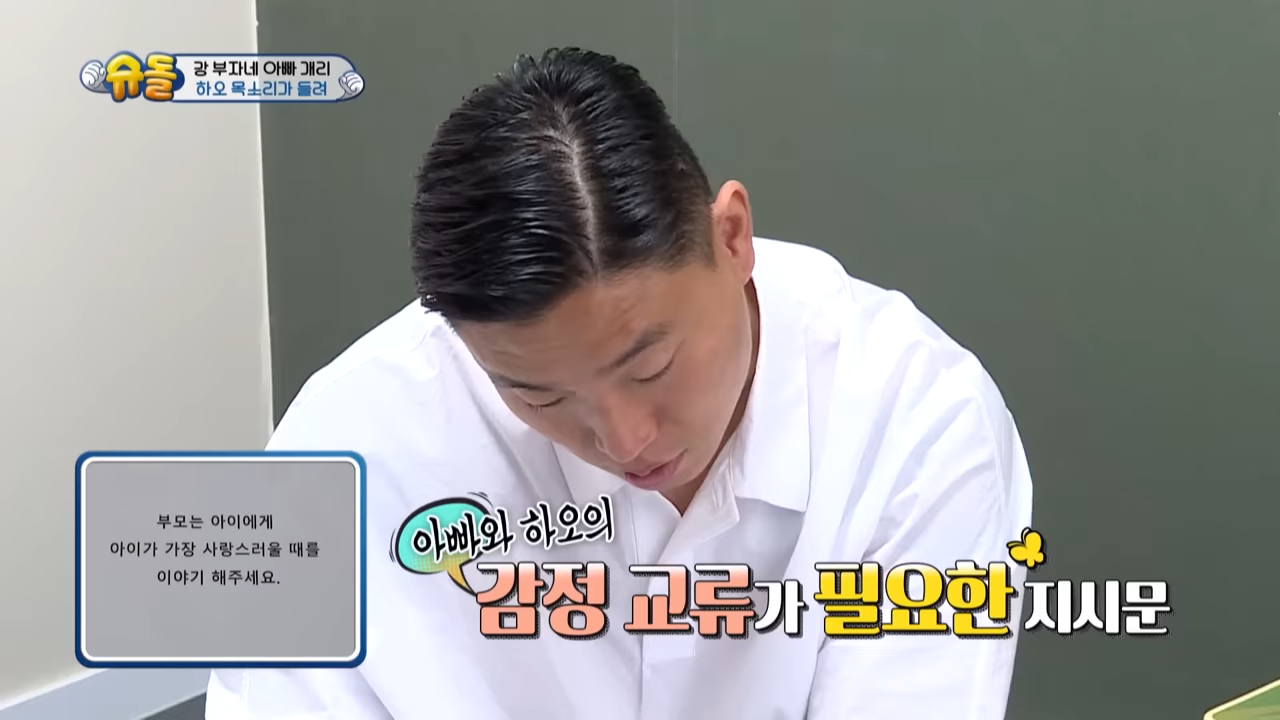 슈돌
강 부자네 아빠 개리
하오 목소리가 들려
부모는 아이에게
아이가 가장 사랑스러울 때를
이야기 해주세요.
아빠와 하오의
감정 교류가 필요한 지시문